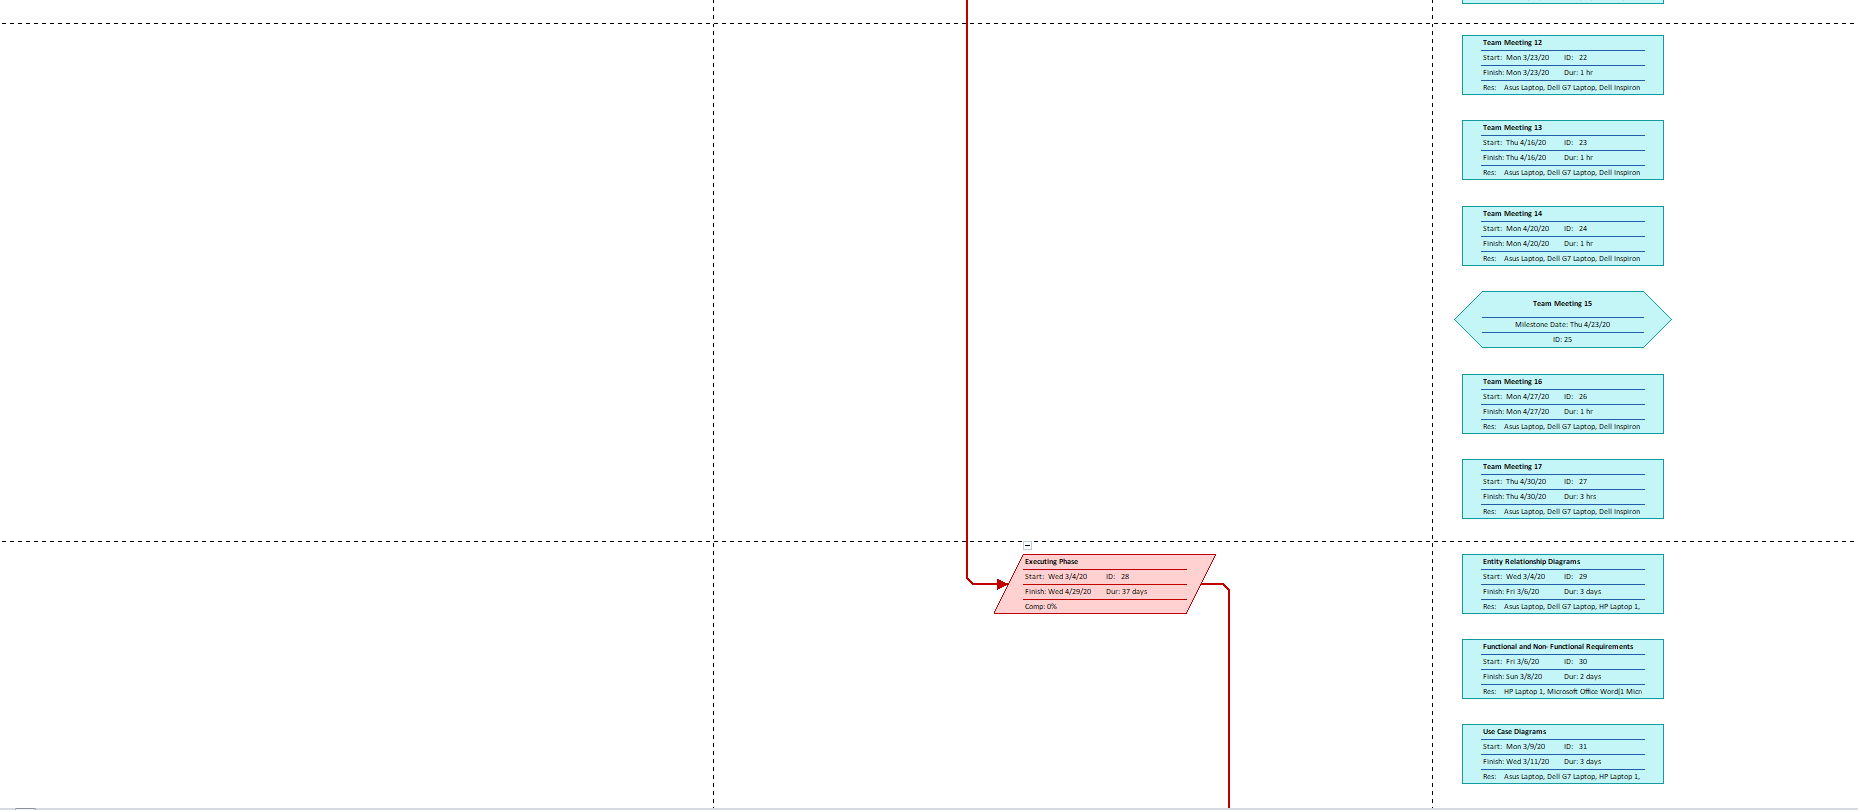 Team Meeting 12
Start: Mon 3/23/20 ID: 22
Finish: Mon 3/23/20 Dur: 1 hr
Res: Asus Laptop, Dell G7 Laptop, Dell Inspiron
Team Meeting 13
Start: Thu 4/16/20 ID: 23
Finish: Thu 4/16/20 Dur: 1 hr
Res: Asus Laptop, Dell G7 Laptop, Dell Inspiron
Team Meeting 14
Start: Mon 4/20/20 ID: 24
Finish: Mon 4/20/20 Dur: 1 hr
Res: Asus Laptop, Dell G7 Laptop, Dell Inspiron
Team Meeting 15
Milestone Date: Thu 4/23/20
ID: 25
Team Meeting 16
Start: Mon 4/27/20 ID: 26
Finish: Mon 4/27/20 Dur: 1 hr
Res: Asus Laptop, Dell G7 Laptop, Dell Inspiron
Team Meeting 17
Start: Thu 4/30/20 ID: 27
Finish: Thu 4/30/20 Dur: 3 hrs
Res: Asus Laptop, Dell G7 Laptop, Dell Inspiron
Executing Phase
Start: Wed 3/4/20 ID: 28
Finish: Wed 4/29/20 Dur: 37 days
Comp: 0%
Entity Relationship Diagrams
Start: Wed 3/4/20 ID: 29
Finish: Fri 3/6/20 Dur: 3 days
Res: Asus Laptop, Dell G7 Laptop, HP Laptop 1,
Functional and Non- Functional Requirements
Start: Fri 3/6/20 ID: 30
Finish: Sun 3/8/20 Dur: 2 days
Res: HP Laptop 1, Microsoft Office Word[1 Micr
Use Case Diagrams
Start: Mon 3/9/20 ID: 31
Finish: Wed 3/11/20 Dur: 3 days
Res: Asus Laptop, Dell G7 Laptop, HP Laptop 1,